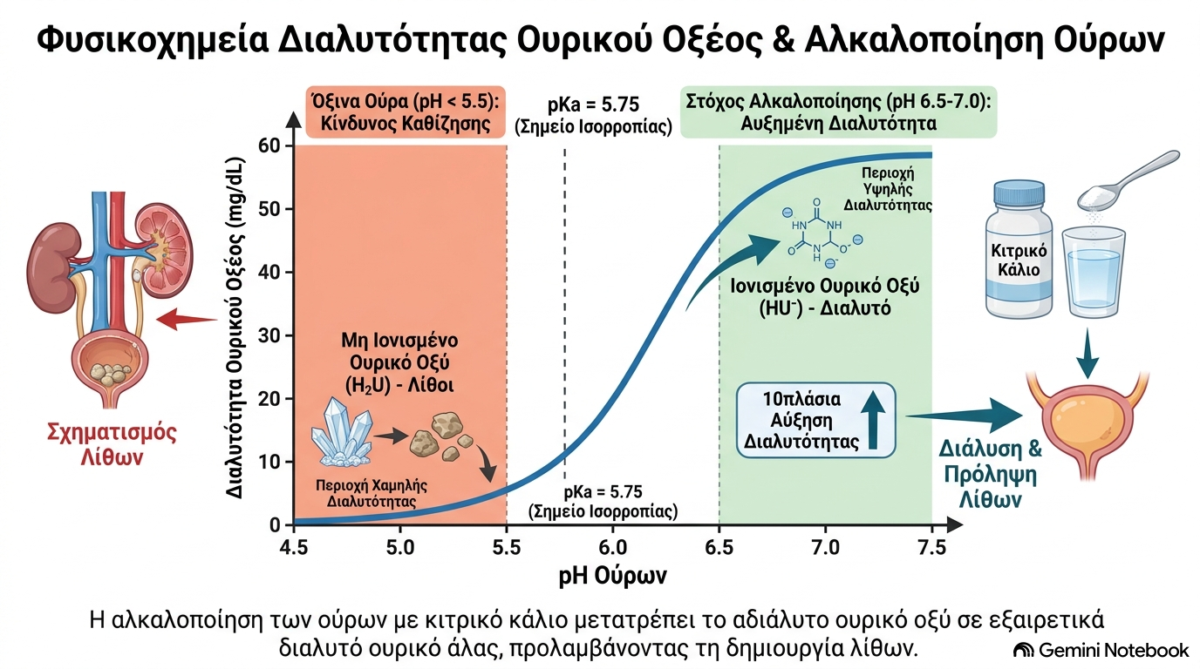 Φυσικοχημεία Διαλυτότητας Ουρικού Οξέος & Αλκαλοποίηση Ούρων
Όξινα Ούρα (pH < 5.5):
Κίνδυνος Καθίζησης
pKa = 5.75
(Σημείο Ισορροπίας)
Στόχος Αλκαλοποίησης (pH 6.5-7.0):
Αυξημένη Διαλυτότητα
Διαλυτότητα Ουρικού Οξέος (mg/dL)
60
50
40
30
20
10
0
Περιοχή
Υψηλής
Διαλυτότητας
O
HN
NH
O
N
H
O⁻
Ιονισμένο Ουρικό Οξύ
(HU⁻) - Διαλυτό
Μη Ιονισμένο
Ουρικό Οξύ
(H₂U) - Λίθοι
Περιοχή Χαμηλής
Διαλυτότητας
10πλάσια
Αύξηση
Διαλυτότητας
pKa = 5.75
(Σημείο Ισορροπίας)
4.5 5.0 5.5 6.0 6.5 7.0 7.5
pH Ούρων
Σχηματισμός
Λίθων
Κιτρικό
Κάλιο
Διάλυση &
Πρόληψη
Λίθων
Η αλκαλοποίηση των ούρων με κιτρικό κάλιο μετατρέπει το αδιάλυτο ουρικό οξύ σε εξαιρετικά
διαλυτό ουρικό άλας, προλαμβάνοντας τη δημιουργία λίθων.
Gemini Notebook